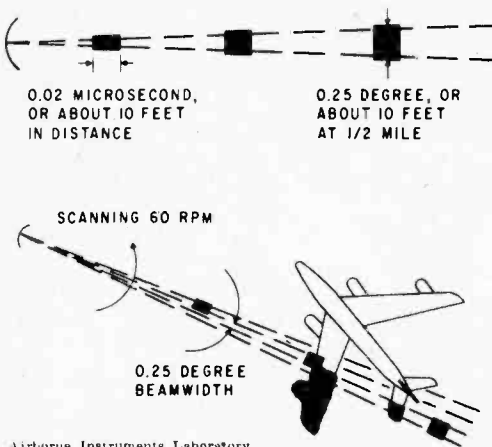 0.02 MICROSECOND,
OR ABOUT 10 FEET
IN DISTANCE
0.25 DEGREE, OR
ABOUT 10 FEET
AT 1/2 MILE
SCANNING 60 RPM
0.25 DEGREE
BEAMWIDTH
Airborne Instruments Laboratory